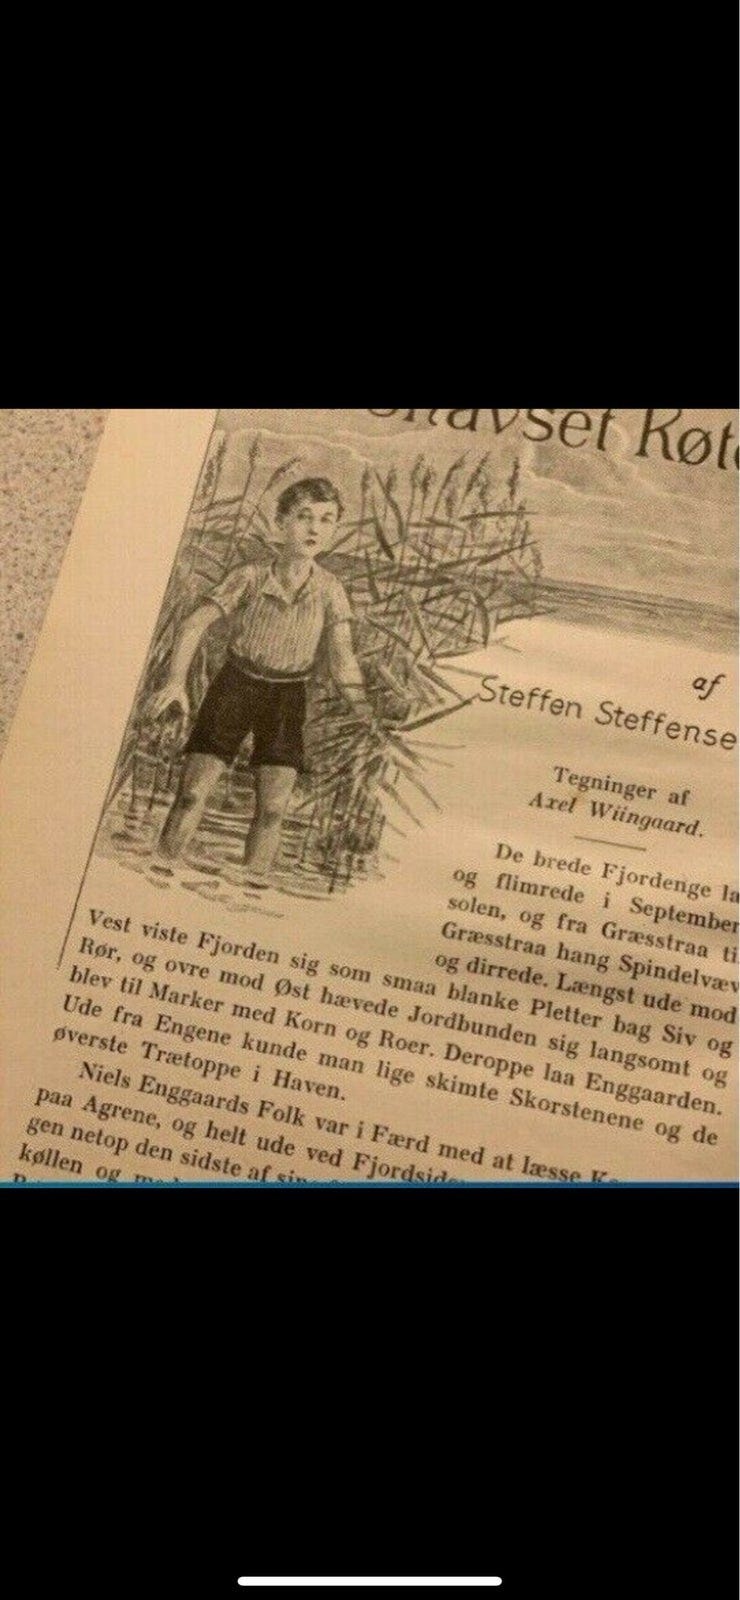 af
Steffen Steffense
Tegninger af
Axel Wiingaard.
De brede Fjordenge la
og flimrede i September
solen, og fra Græsstraa ti
Græsstraa hang Spindelvæv
og dirrede. Længst ude mod
Vest viste Fjorden sig som smaa blanke Pletter bag Siv og
Rør, og ovre mod Øst hævede Jordbunden sig langsomt og
blev til Marker med Korn og Roer. Deroppe laa Enggaarden.
Ude fra Engene kunde man lige skimte Skorstenene og de
øverste Trætoppe i Haven.
Niels Enggaards Folk var i Færd med at læsse
paa Agrene, og helt ude ved
gen netop den sidste af
køllen og